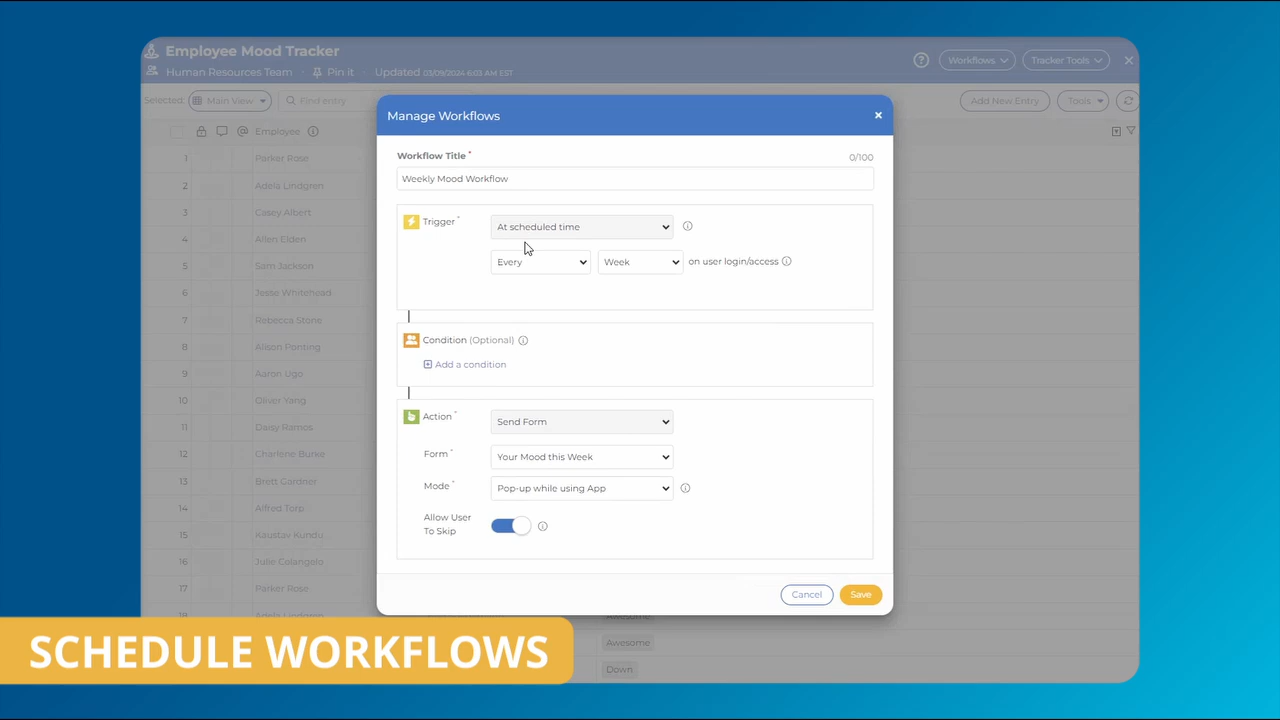 Employee Mood Tracker
Human Resources Team Pin it Updated 03/09/2024 6:03 AM EST
Workflows
Tracker Tools
Selected: Main View Find entry
Add New Entry Tools
Employee
1 Parker Rose
2 Adela Lindgren
3 Casey Albert
4 Allen Elden
5 Sam Jackson
6 Jesse Whitehead
7 Rebecca Stone
8 Alison Ponting
9 Aaron Ugo
10 Oliver Yang
11 Daisy Ramos
12 Charlene Burke
13 Brett Gardner
14 Alfred Torp
15 Kaustav Kundu
16 Julie Colangelo
17 Parker Rose
18 Adela Lindgren
Awesome
Awesome
Down
Manage Workflows
Workflow Title * 0/100
Weekly Mood Workflow
Trigger * At scheduled time
Every Week on user login/access
Condition (Optional)
Add a condition
Action * Send Form
Form * Your Mood this Week
Mode * Pop-up while using App
Allow User
To Skip
Cancel Save
SCHEDULE WORKFLOWS